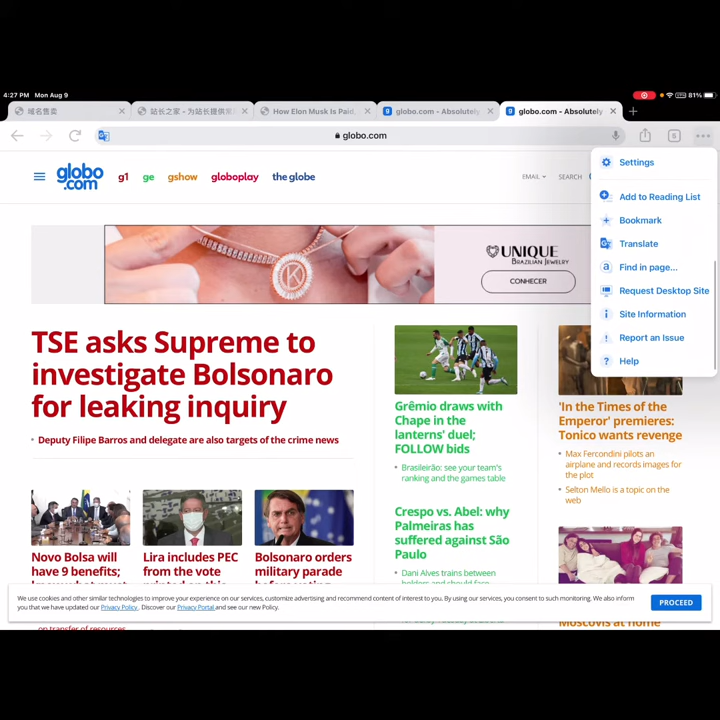 4:27 PM Mon Aug 9
VPN 81%
域名售卖
站长之家 - 为站长提供
How Elon Musk Is Paid,
globo.com - Absolutely
globo.com - Absolutely
globo.com
5
Settings
Add to Reading List
Bookmark
Translate
Find in page...
Request Desktop Site
Site Information
Report an Issue
Help
globo
.com
g1
ge
gshow
globoplay
the globe
EMAIL
SEARCH
UNIQUE
BRAZILIAN JEWELRY
CONHECER
TSE asks Supreme to
investigate Bolsonaro
for leaking inquiry
Deputy Filipe Barros and delegate are also targets of the crime news
Novo Bolsa will
have 9 benefits;
Lira includes PEC
from the vote
Bolsonaro orders
military parade
Grêmio draws with
Chape in the
lanterns' duel;
FOLLOW bids
Brasileirão: see your team's
ranking and the games table
Crespo vs. Abel: why
Palmeiras has
suffered against São
Paulo
Dani Alves trains between
'In the Times of the
Emperor' premieres:
Tonico wants revenge
Max Fercondini pilots an
airplane and records images for
the plot
Selton Mello is a topic on the
web
We use cookies and other similar technologies to improve your experience on our services, customize advertising and recommend content of interest to you. By using our services, you consent to such monitoring. We also inform
you that we have updated our Privacy Policy . Discover our Privacy Portal and see our new Policy.
PROCEED
on transfer of resources
Moscovis at home